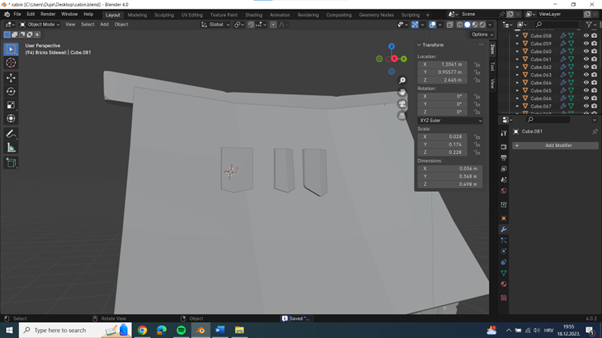 * cabin [C:\Users\Dujo\Desktop\cabin.blend] - Blender 4.0
File Edit Render Window Help Layout Modeling Sculpting UV Editing Texture Paint Shading Animation Rendering Compositing Geometry Nodes Scripting + Scene ViewLayer
Object Mode View Select Add Object Global
Options
User Perspective
(94) Bricks Sidewed | Cube.081
Transform
Location:
X 1.2041 m
Y 0.95577 m
Z 2.645 m
Rotation:
X 0°
Y 0°
Z 0°
XYZ Euler
Scale:
X 0.028
Y 0.174
Z 0.228
Dimensions:
X 0.056 m
Y 0.348 m
Z 0.498 m
Item
Tool
View
Cube.058
Cube.059
Cube.060
Cube.061
Cube.062
Cube.063
Cube.064
Cube.065
Cube.066
Cube.067
Cube.081
Add Modifier
Select Rotate View Object Saved "... 4.0.2
Type here to search HRV 19:55
18.12.2023.